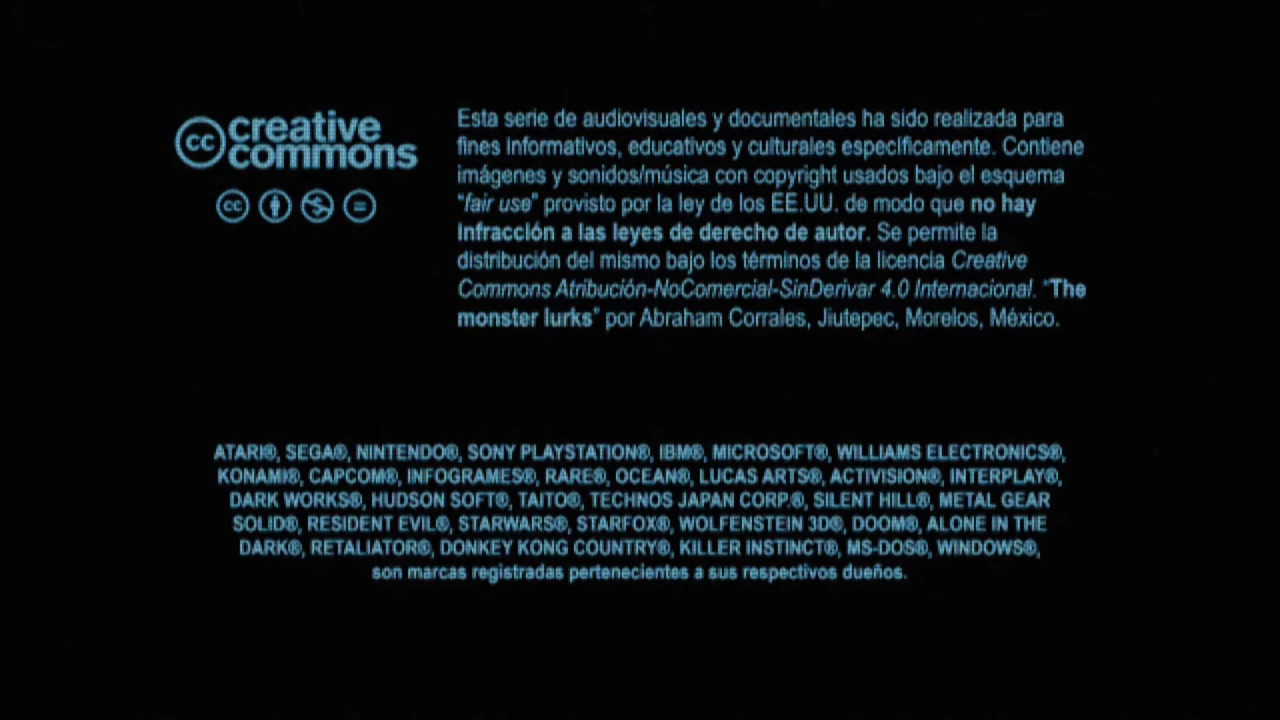 creative
commons
Esta serie de audiovisuales y documentales ha sido realizada para
fines informativos, educativos y culturales específicamente. Contiene
imágenes y sonidos/música con copyright usados bajo el esquema
"fair use" provisto por la ley de los EE.UU. de modo que no hay
infracción a las leyes de derecho de autor. Se permite la
distribución del mismo bajo los términos de la licencia Creative
Commons Atribución-NoComercial-SinDerivar 4.0 Internacional. "The
monster lurks" por Abraham Corrales, Jiutepec, Morelos, México.
ATARI®, SEGA®, NINTENDO®, SONY PLAYSTATION®, IBM®, MICROSOFT®, WILLIAMS ELECTRONICS®,
KONAMI®, CAPCOM®, INFOGRAMES®, RARE®, OCEAN®, LUCAS ARTS®, ACTIVISION®, INTERPLAY®,
DARK WORKS®, HUDSON SOFT®, TAITO®, TECHNOS JAPAN CORP.®, SILENT HILL®, METAL GEAR
SOLID®, RESIDENT EVIL®, STARWARS®, STARFOX®, WOLFENSTEIN 3D®, DOOM®, ALONE IN THE
DARK®, RETALIATOR®, DONKEY KONG COUNTRY®, KILLER INSTINCT®, MS-DOS®, WINDOWS®,
son marcas registradas pertenecientes a sus respectivos dueños.